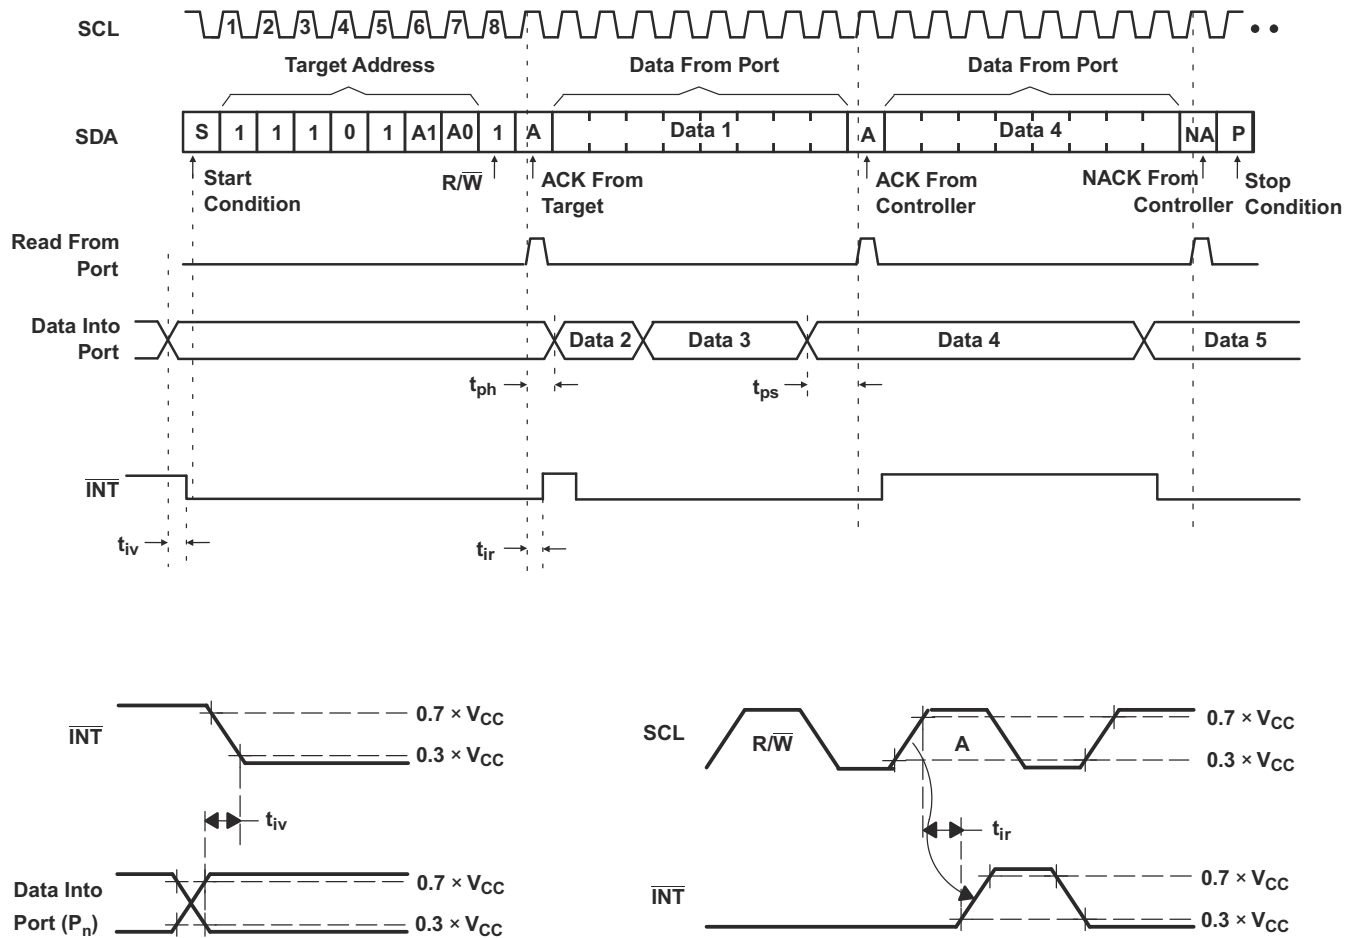 SCL 1 2 3 4 5 6 7 8
Target Address Data From Port Data From Port
SDA S 1 1 1 0 1 A1 A0 1 A Data 1 A Data 4 NA P
Start
Condition
R/W̅
ACK From
Target
ACK From
Controller
NACK From
Controller
Stop
Condition
Read From
Port
Data Into
Port
Data 2 Data 3 Data 4 Data 5
tph tps
I̅N̅T̅
tiv tir
I̅N̅T̅
0.7 × VCC
0.3 × VCC
tiv
Data Into
Port (Pn)
0.7 × VCC
0.3 × VCC
SCL R/W̅ A
0.7 × VCC
0.3 × VCC
tir
I̅N̅T̅
0.7 × VCC
0.3 × VCC